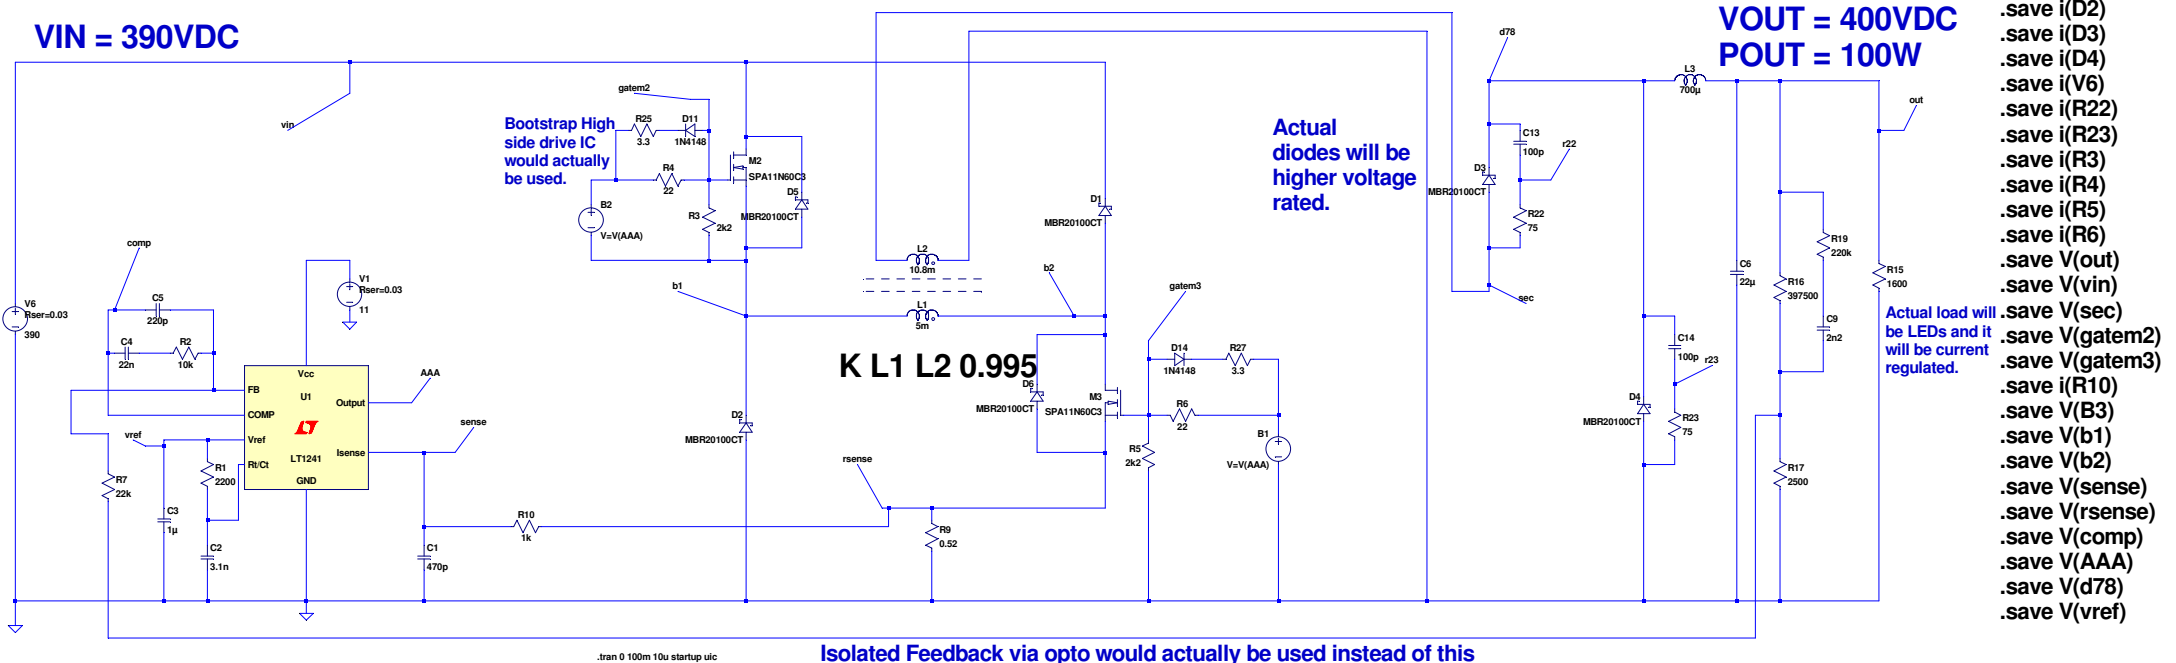 VIN = 390VDC
VOUT = 400VDC
POUT = 100W
vin
gatem2
Bootstrap High
side drive IC
would actually
be used.
R25
3.3
D11
1N4148
R4
22
M2
SPA11N60C3
D5
MBR20100CT
B2
V=V(AAA)
R3
2k2
D1
MBR20100CT
Actual
diodes will be
higher voltage
rated.
d78
C13
100p
r22
D3
MBR20100CT
R22
75
sec
L3
700µ
out
R19
220k
C6
22µ
R16
397500
R15
1600
C9
2n2
Actual load will
be LEDs and it
will be current
regulated.
comp
V1
Rser=0.03
11
V6
Rser=0.03
390
C5
220p
C4
22n
R2
10k
Vcc
FB
U1
COMP
Output
AAA
vref
Vref
LT1241
Isense
sense
Rt/Ct
GND
R7
22k
R1
2200
C3
1µ
C2
3.1n
C1
470p
R10
1k
b1
L2
10.8m
L1
5m
b2
K L1 L2 0.995
D2
MBR20100CT
rsense
R9
0.52
gatem3
D14
1N4148
R27
3.3
D6
MBR20100CT
M3
SPA11N60C3
R6
22
R5
2k2
B1
V=V(AAA)
C14
100p
r23
D4
MBR20100CT
R23
75
R17
2500
.tran 0 100m 10u startup uic
Isolated Feedback via opto would actually be used instead of this
.save i(D2)
.save i(D3)
.save i(D4)
.save i(V6)
.save i(R22)
.save i(R23)
.save i(R3)
.save i(R4)
.save i(R5)
.save i(R6)
.save V(out)
.save V(vin)
.save V(sec)
.save V(gatem2)
.save V(gatem3)
.save i(R10)
.save V(B3)
.save V(b1)
.save V(b2)
.save V(sense)
.save V(rsense)
.save V(comp)
.save V(AAA)
.save V(d78)
.save V(vref)